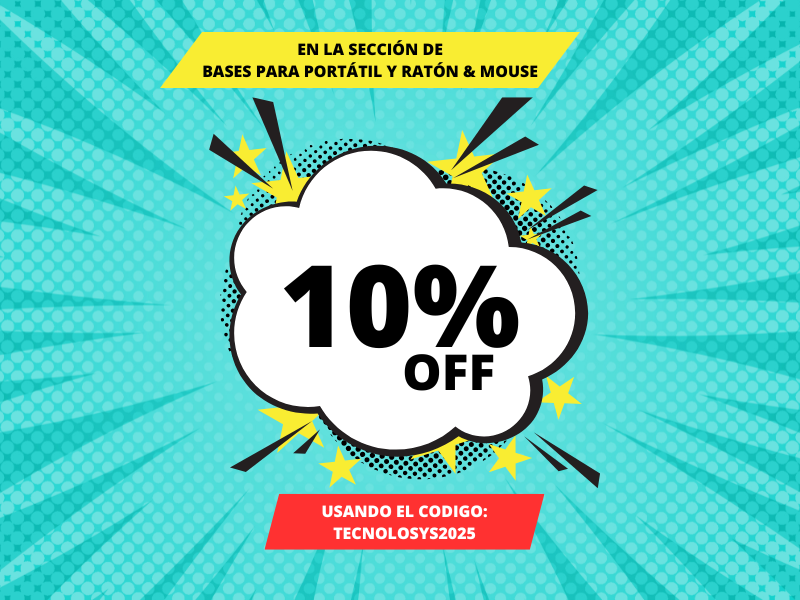 EN LA SECCIÓN DE
BASES PARA PORTÁTIL Y RATÓN & MOUSE
10%
OFF
USANDO EL CODIGO:
TECNOLOSYS2025